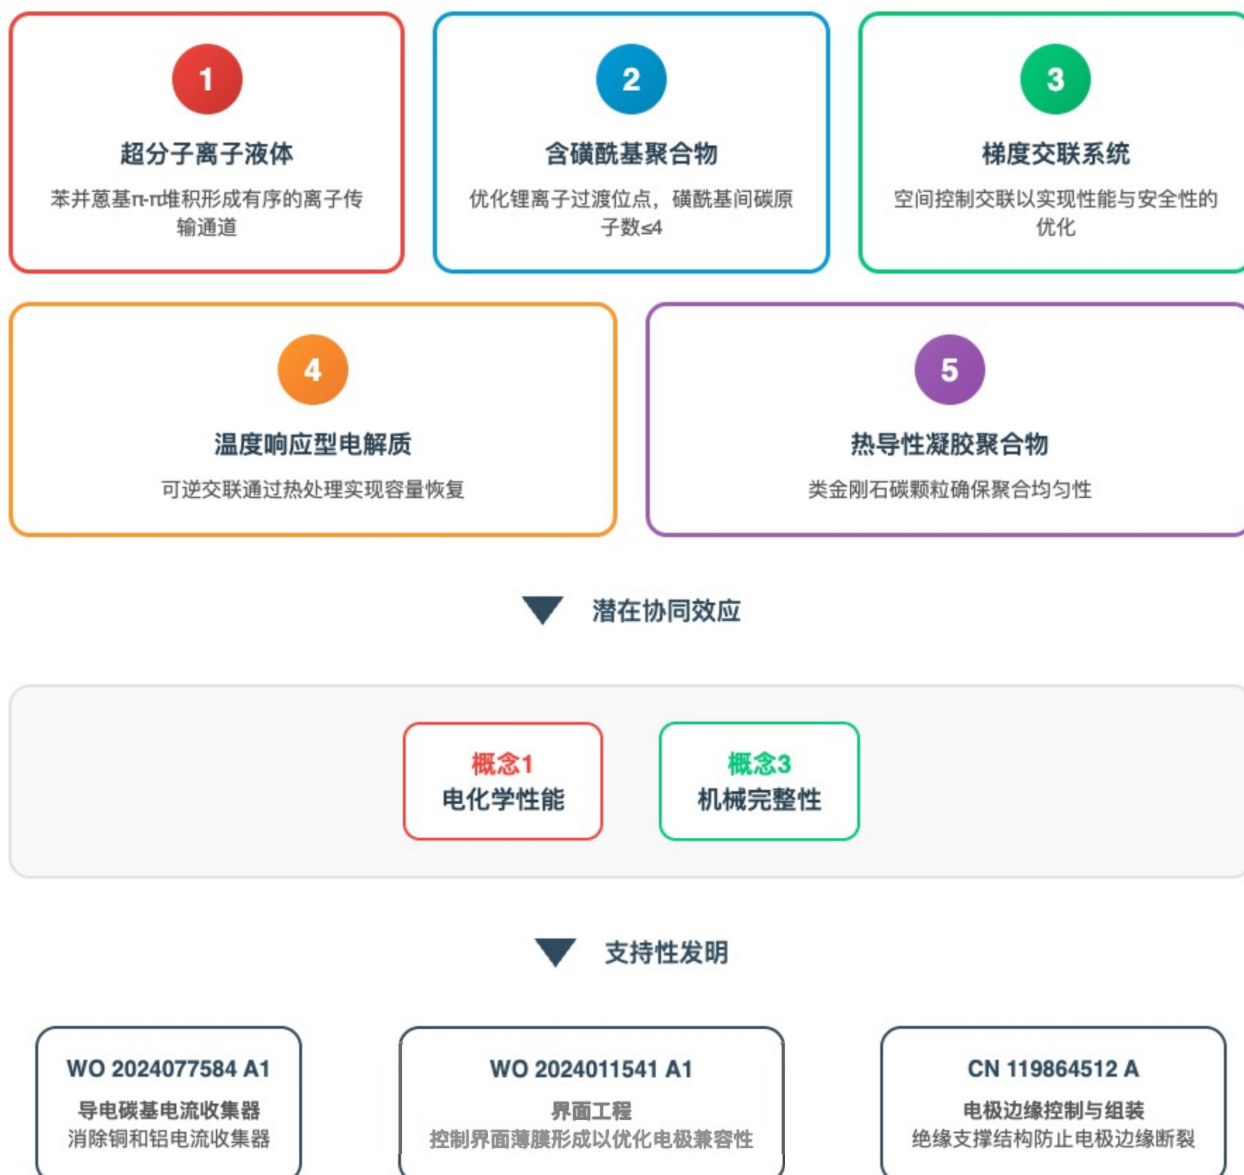 1
超分子离子液体
苯并蒽基π-π堆积形成有序的离子传
输通道
2
含磺酰基聚合物
优化锂离子过渡位点，磺酰基间碳原
子数≤4
3
梯度交联系统
空间控制交联以实现性能与安全性的
优化
4
温度响应型电解质
可逆交联通过热处理实现容量恢复
5
热导性凝胶聚合物
类金刚石碳颗粒确保聚合均匀性
潜在协同效应
概念1
电化学性能
概念3
机械完整性
支持性发明
WO 2024077584 A1
导电碳基电流收集器
消除铜和铝电流收集器
WO 2024011541 A1
界面工程
控制界面薄膜形成以优化电极兼容性
CN 119864512 A
电极边缘控制与组装
绝缘支撑结构防止电极边缘断裂